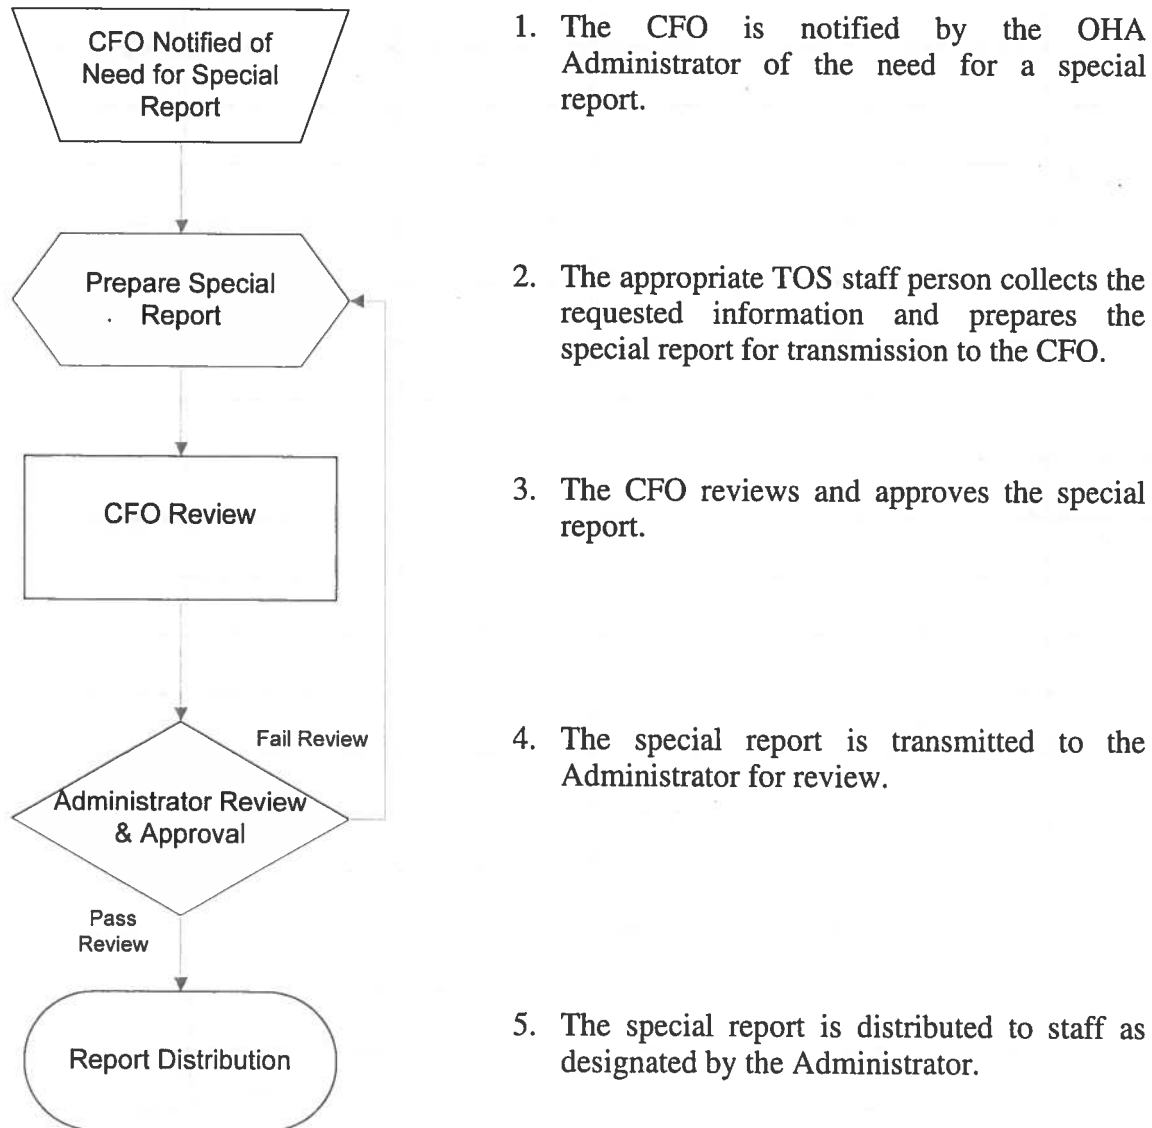 CFO Notified of
Need for Special
Report
1. The CFO is notified by the OHA
Administrator of the need for a special
report.
Prepare Special
Report
2. The appropriate TOS staff person collects the
requested information and prepares the
special report for transmission to the CFO.
CFO Review
3. The CFO reviews and approves the special
report.
Fail Review
Administrator Review
& Approval
4. The special report is transmitted to the
Administrator for review.
Pass
Review
Report Distribution
5. The special report is distributed to staff as
designated by the Administrator.